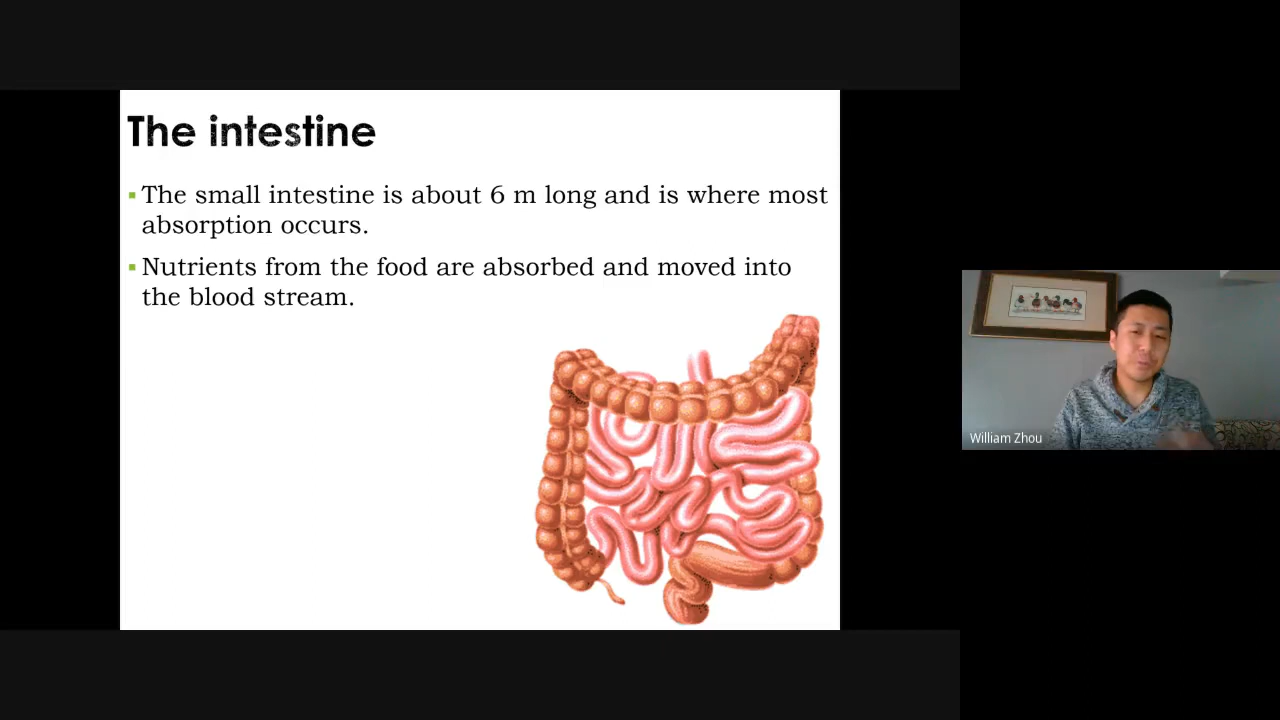 The intestine
▪ The small intestine is about 6 m long and is where most
absorption occurs.
▪ Nutrients from the food are absorbed and moved into
the blood stream.
William Zhou